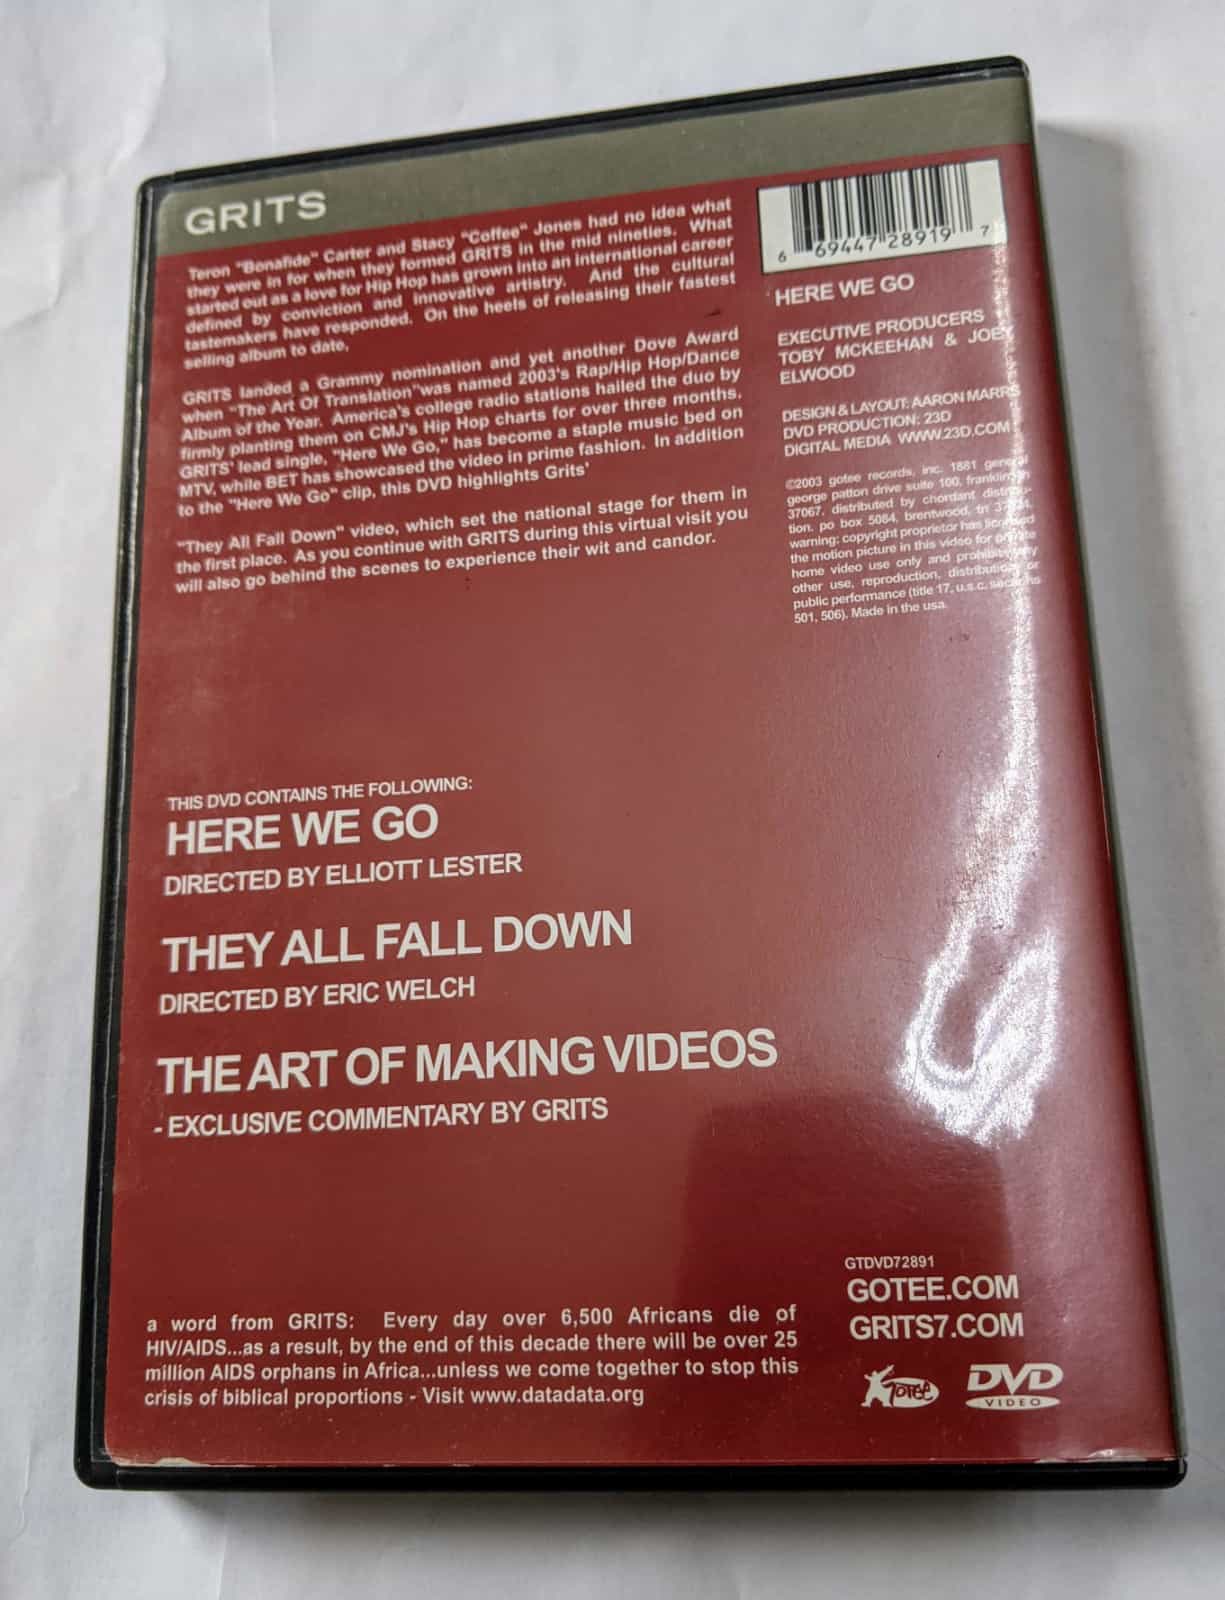 GRITS
Teron "Bonafide" Carter and Stacy "Coffee" Jones had no idea what
they were in for when they formed GRITS in the mid nineties. What
started out as a love for Hip Hop has grown into an international career
defined by conviction and innovative artistry. And the cultural
tastemakers have responded. On the heels of releasing their fastest
selling album to date,
GRITS landed a Grammy nomination and yet another Dove Award
when "The Art Of Translation"was named 2003's Rap/Hip Hop/Dance
Album of the Year. America's college radio stations hailed the duo by
firmly planting them on CMJ's Hip Hop charts for over three months.
GRITS' lead single, "Here We Go," has become a staple music bed on
MTV, while BET has showcased the video in prime fashion. In addition
to the "Here We Go" clip, this DVD highlights Grits'
"They All Fall Down" video, which set the national stage for them in
the first place. As you continue with GRITS during this virtual visit you
will also go behind the scenes to experience their wit and candor.
6 69447 28919 7
HERE WE GO
EXECUTIVE PRODUCERS
TOBY MCKEEHAN & JOEY
ELWOOD
DESIGN & LAYOUT: AARON MARRS
DVD PRODUCTION: 23D
DIGITAL MEDIA WWW.23D.COM
©2003 gotee records, inc. 1881 general
george patton drive suite 100, franklin, tn
37067. distributed by chordant distribu-
tion. po box 5084, brentwood, tn
warning: copyright proprietor has licensed
the motion picture in this video for private
home video use only and prohibits any
other use, reproduction, distribution, or
public performance (title 17, u.s.c. sections
501, 506). Made in the usa.
THIS DVD CONTAINS THE FOLLOWING:
HERE WE GO
DIRECTED BY ELLIOTT LESTER
THEY ALL FALL DOWN
DIRECTED BY ERIC WELCH
THE ART OF MAKING VIDEOS
- EXCLUSIVE COMMENTARY BY GRITS
a word from GRITS: Every day over 6,500 Africans die of
HIV/AIDS...as a result, by the end of this decade there will be over 25
million AIDS orphans in Africa...unless we come together to stop this
crisis of biblical proportions - Visit www.datadata.org
GTDVD72891
GOTEE.COM
GRITS7.COM
GOTEE
DVD
VIDEO